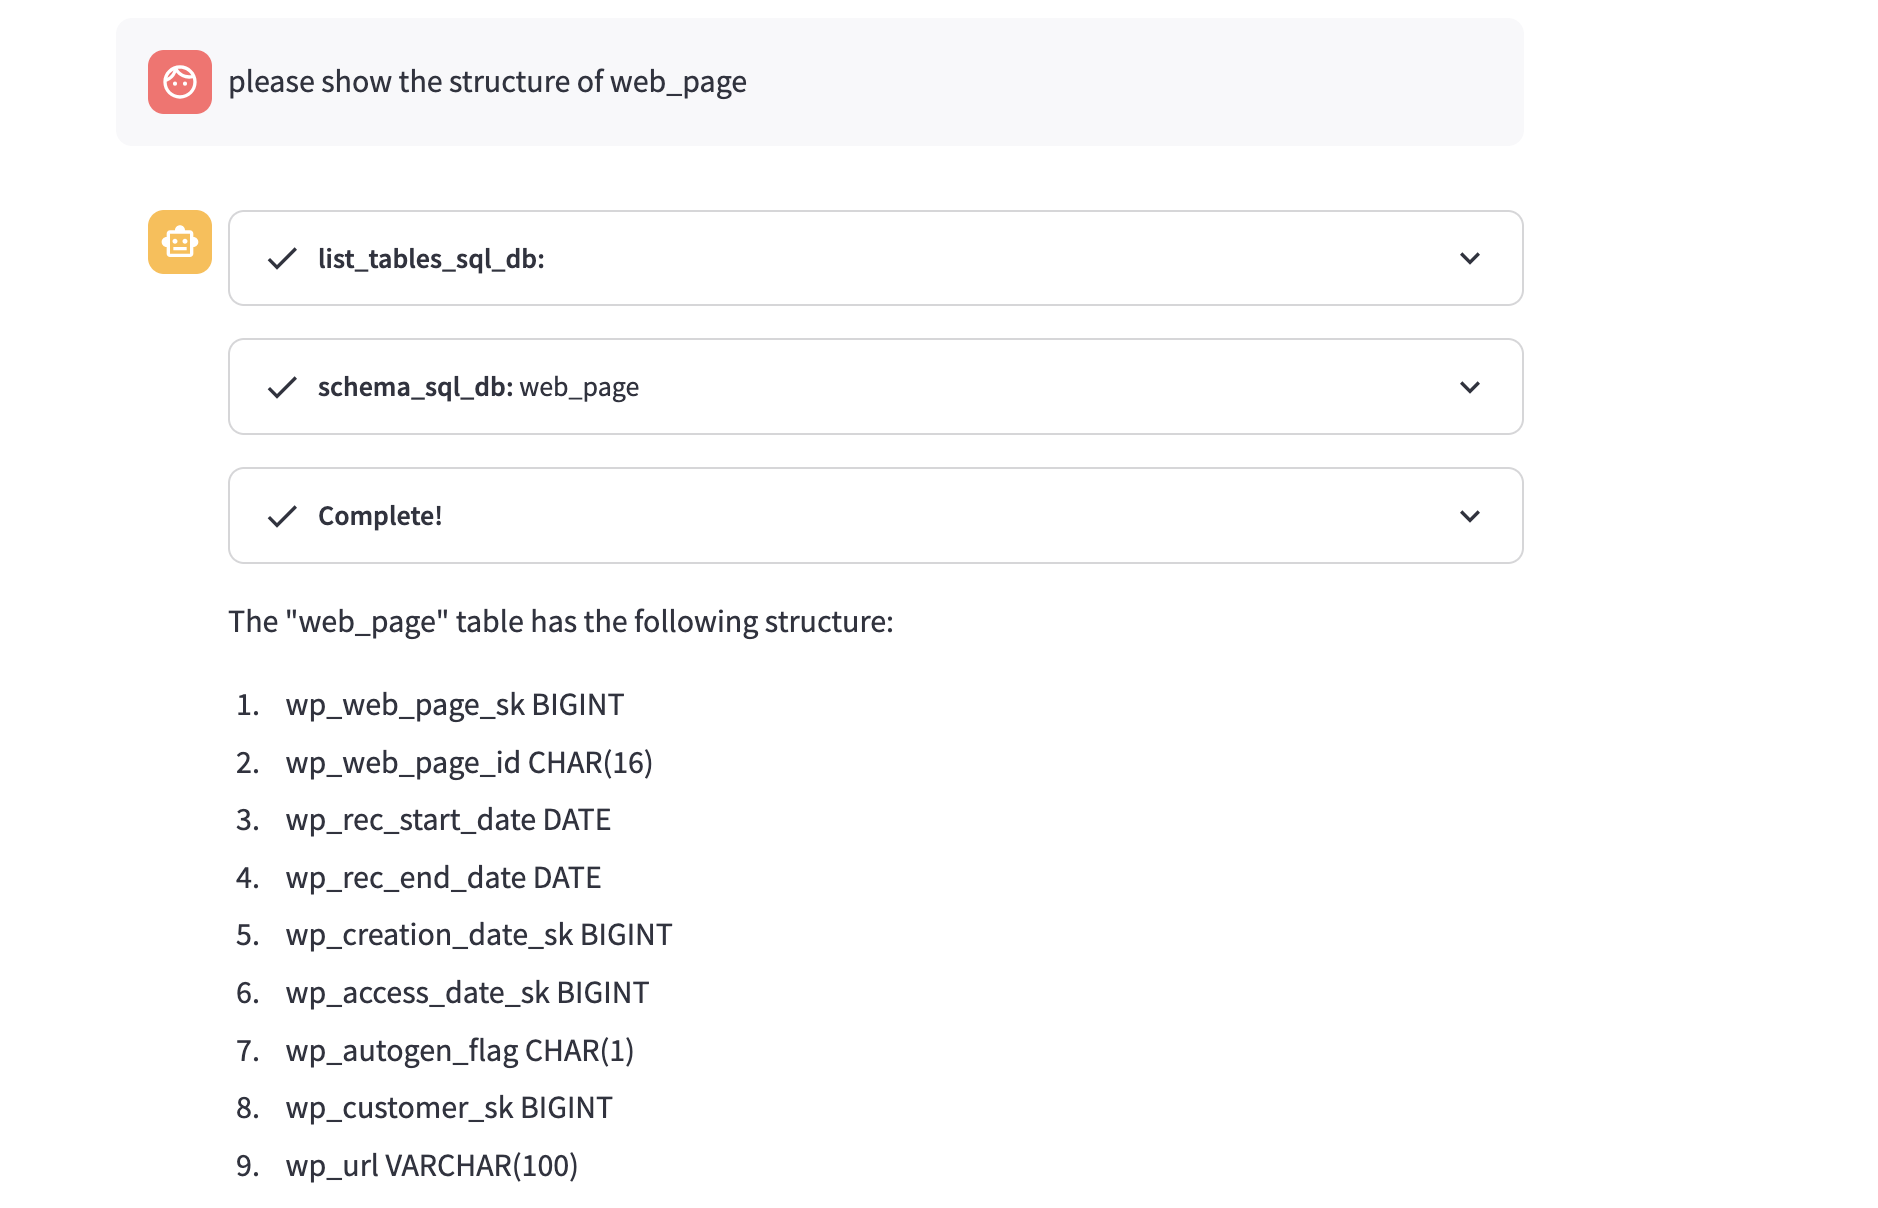 please show the structure of web_page
list_tables_sql_db:
schema_sql_db: web_page
Complete!
The "web_page" table has the following structure:
1. wp_web_page_sk BIGINT
2. wp_web_page_id CHAR(16)
3. wp_rec_start_date DATE
4. wp_rec_end_date DATE
5. wp_creation_date_sk BIGINT
6. wp_access_date_sk BIGINT
7. wp_autogen_flag CHAR(1)
8. wp_customer_sk BIGINT
9. wp_url VARCHAR(100)